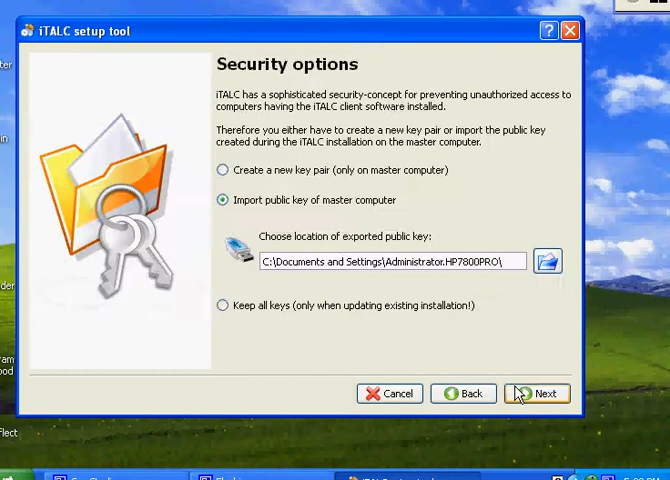 iTALC setup tool
Security options
iTALC has a sophisticated security-concept for preventing unauthorized access to
computers having the iTALC client software installed.
Therefore you either have to create a new key pair or import the public key
created during the iTALC installation on the master computer.
Create a new key pair (only on master computer)
Import public key of master computer
Choose location of exported public key:
C:\Documents and Settings\Administrator.HP7800PRO\
Keep all keys (only when updating existing installation!)
Cancel
Back
Next